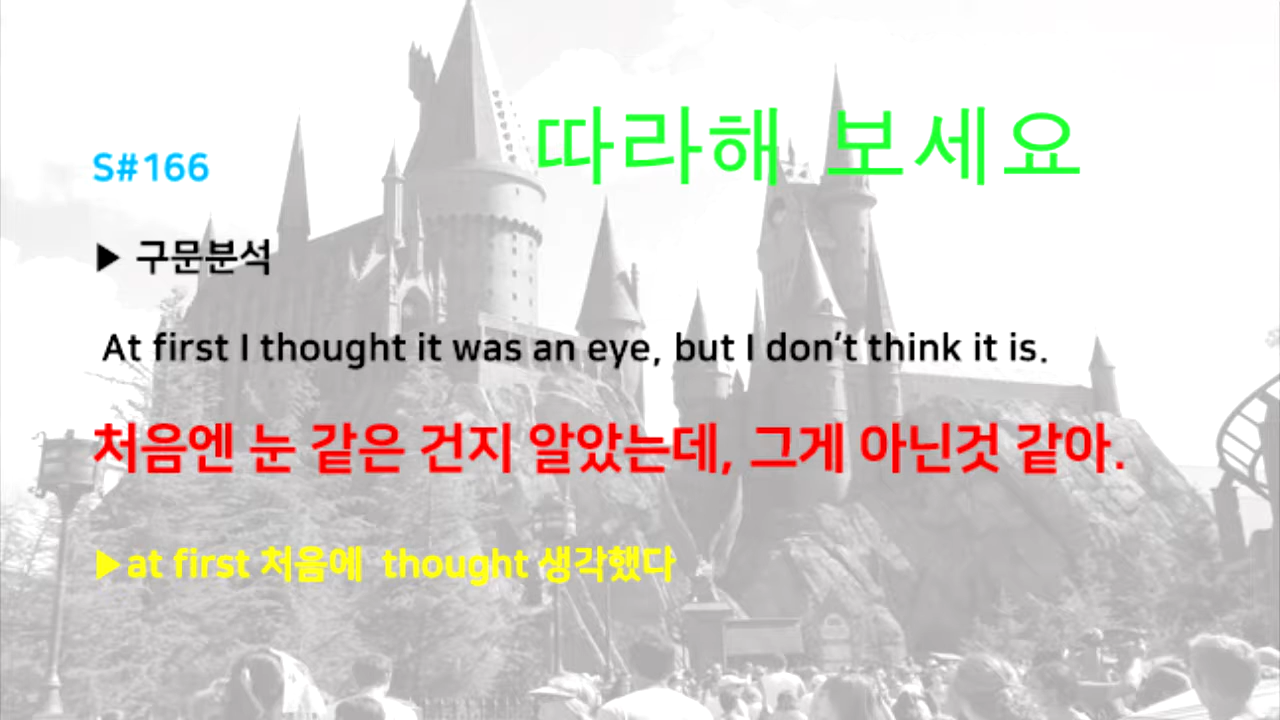 따라해 보세요
S#166
▶ 구문분석
At first I thought it was an eye, but I don't think it is.
처음엔 눈 같은 건지 알았는데, 그게 아닌것 같아.
▶at first 처음에 thought 생각했다